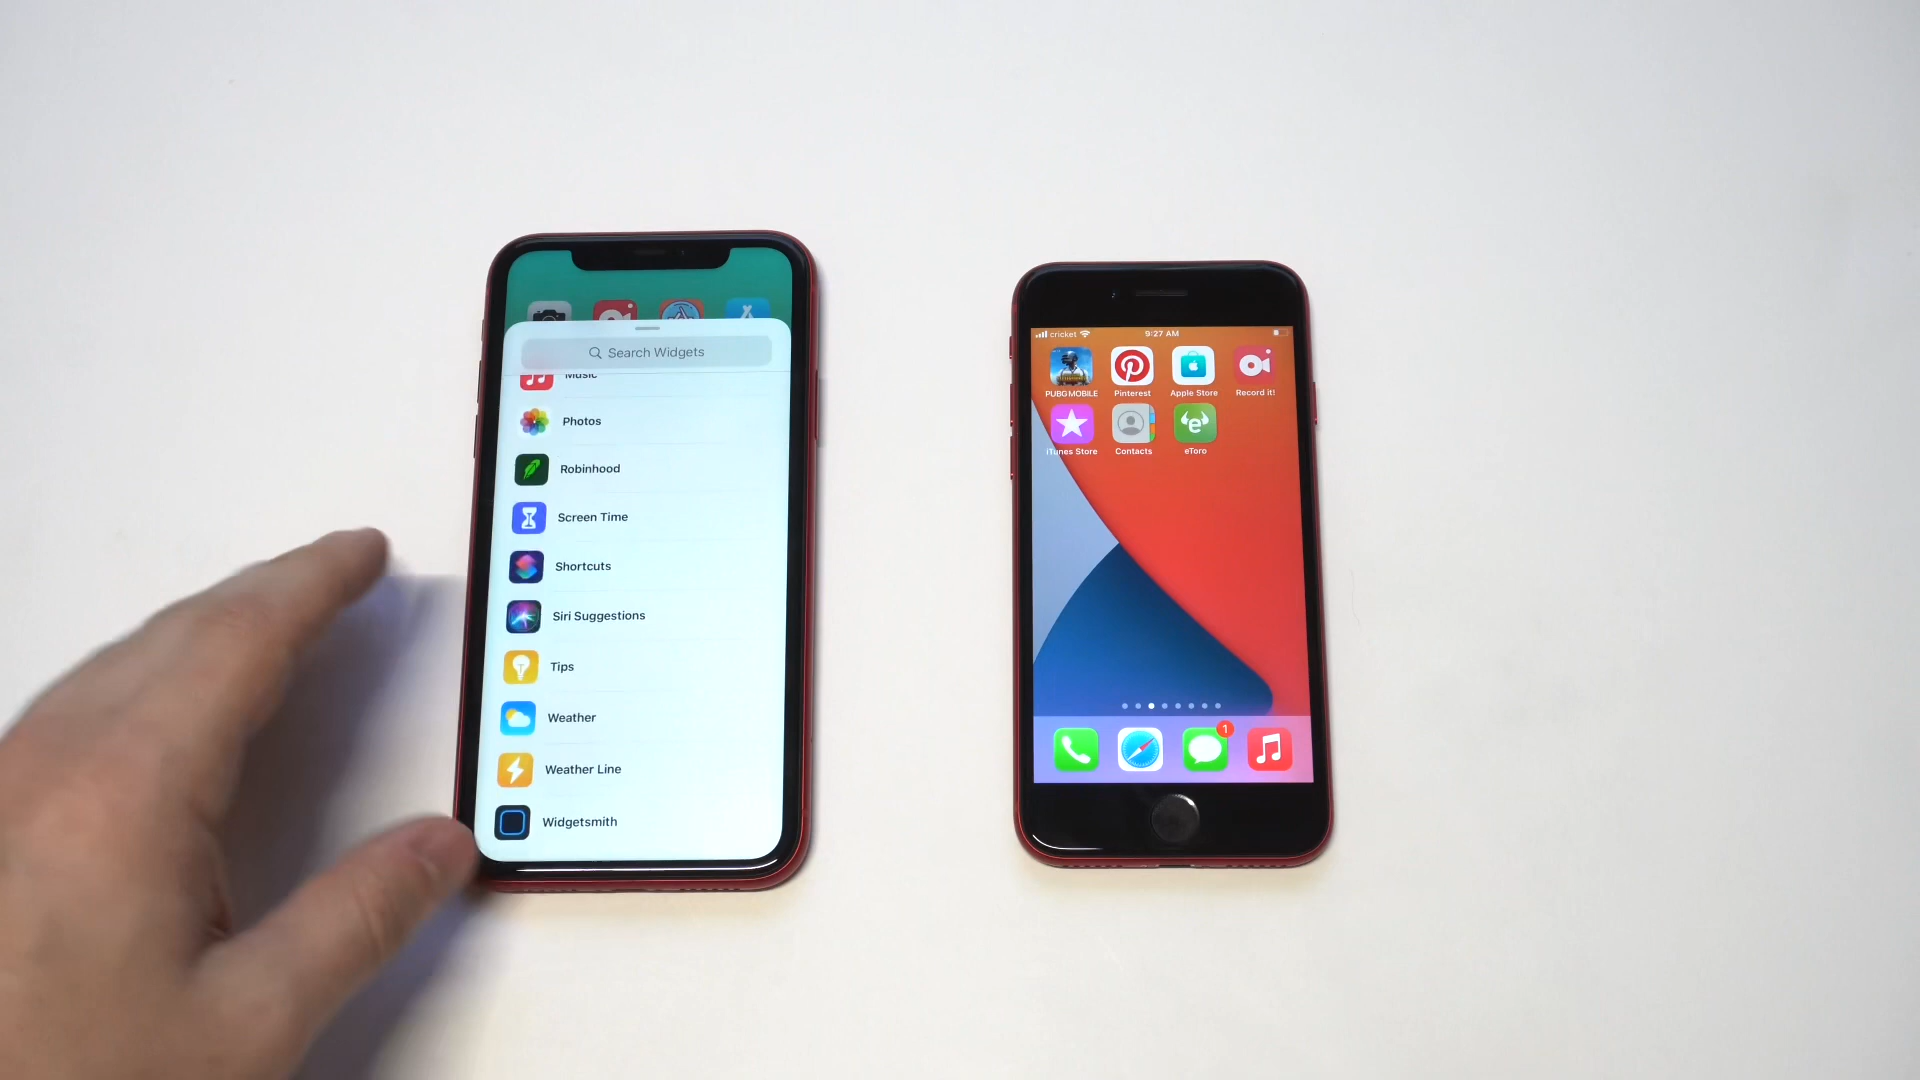 Search Widgets
Music
Photos
Robinhood
Screen Time
Shortcuts
Siri Suggestions
Tips
Weather
Weather Line
Widgetsmith
cricket 9:27 AM
PUBG MOBILE Pinterest Apple Store Record it!
iTunes Store Contacts eToro
1